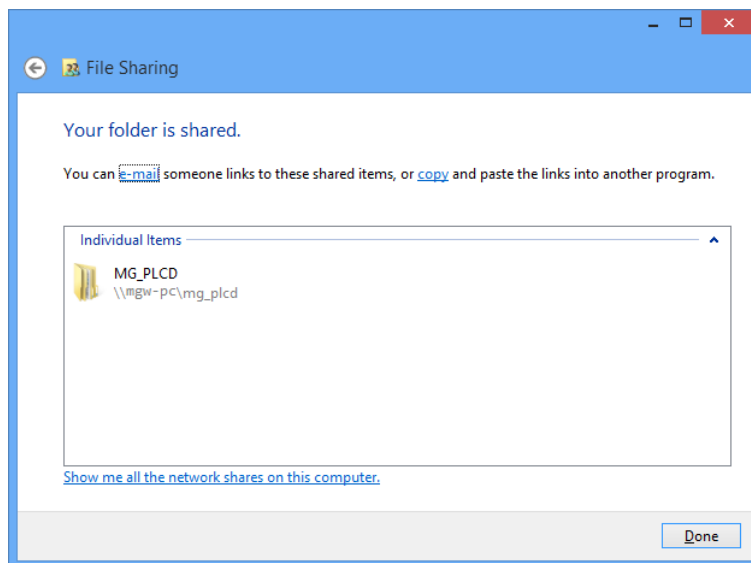 File Sharing
Your folder is shared.
You can e-mail someone links to these shared items, or copy and paste the links into another program.
Individual Items
MG_PLCD
\\mgw-pc\mg_plcd
Show me all the network shares on this computer.
Done